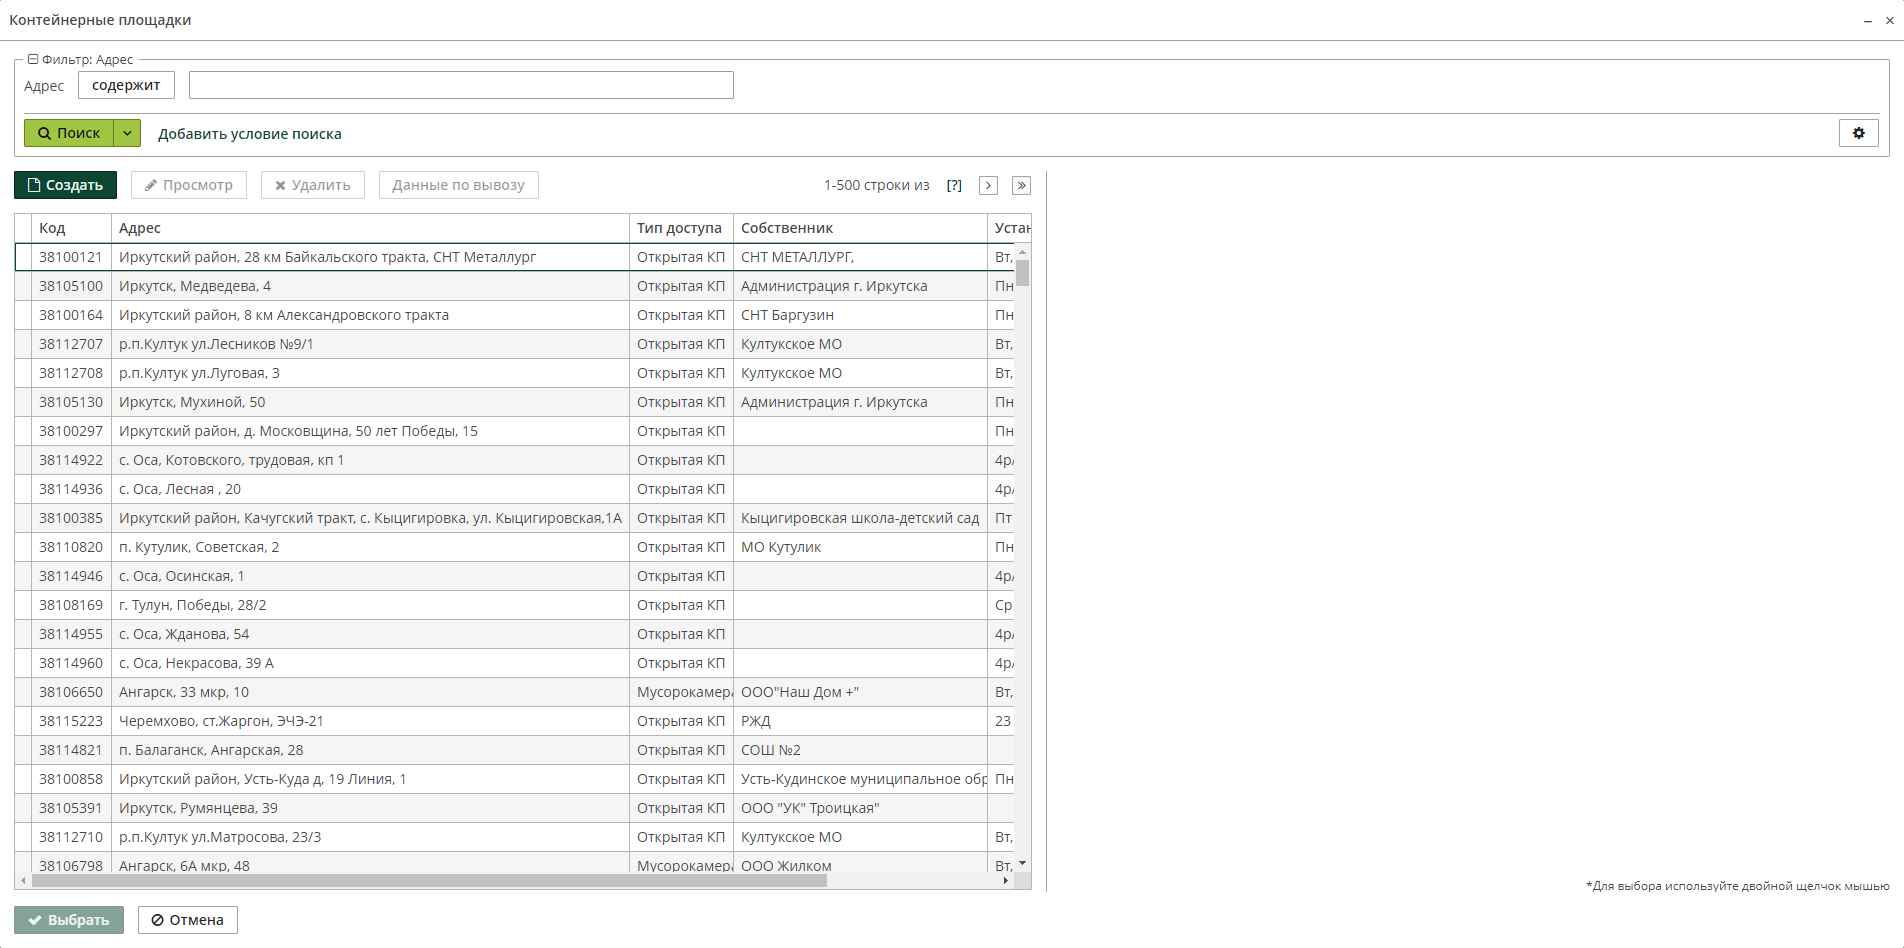 Контейнерные площадки
Фильтр: Адрес
Адрес содержит
Поиск Добавить условие поиска
Создать Просмотр Удалить Данные по вывозу 1-500 строки из [?]
Код Адрес Тип доступа Собственник Устан
38100121 Иркутский район, 28 км Байкальского тракта, СНТ Металлург Открытая КП СНТ МЕТАЛЛУРГ, Вт,
38105100 Иркутск, Медведева, 4 Открытая КП Администрация г. Иркутска Пн
38100164 Иркутский район, 8 км Александровского тракта Открытая КП СНТ Баргузин Пн
38112707 р.п.Култук ул.Лесников №9/1 Открытая КП Култукское МО Вт,
38112708 р.п.Култук ул.Луговая, 3 Открытая КП Култукское МО Вт,
38105130 Иркутск, Мухиной, 50 Открытая КП Администрация г. Иркутска Пн
38100297 Иркутский район, д. Московщина, 50 лет Победы, 15 Открытая КП Пн
38114922 с. Оса, Котовского, трудовая, кп 1 Открытая КП 4р/
38114936 с. Оса, Лесная , 20 Открытая КП 4р/
38100385 Иркутский район, Качугский тракт, с. Кыцигировка, ул. Кыцигировская,1А Открытая КП Кыцигировская школа-детский сад Пт
38110820 п. Кутулик, Советская, 2 Открытая КП МО Кутулик Пн
38114946 с. Оса, Осинская, 1 Открытая КП 4р/
38108169 г. Тулун, Победы, 28/2 Открытая КП Ср
38114955 с. Оса, Жданова, 54 Открытая КП 4р/
38114960 с. Оса, Некрасова, 39 А Открытая КП 4р/
38106650 Ангарск, 33 мкр, 10 Мусорокамера ООО"Наш Дом +" Вт,
38115223 Черемхово, ст.Жаргон, ЭЧЭ-21 Открытая КП РЖД 23
38114821 п. Балаганск, Ангарская, 28 Открытая КП СОШ №2
38100858 Иркутский район, Усть-Куда д, 19 Линия, 1 Открытая КП Усть-Кудинское муниципальное обр Пн
38105391 Иркутск, Румянцева, 39 Открытая КП ООО "УК" Троицкая"
38112710 р.п.Култук ул.Матросова, 23/3 Открытая КП Култукское МО Вт,
38106798 Ангарск, 6А мкр, 48 Мусорокамера ООО Жилком Вт,
*Для выбора используйте двойной щелчок мышью
Выбрать Отмена